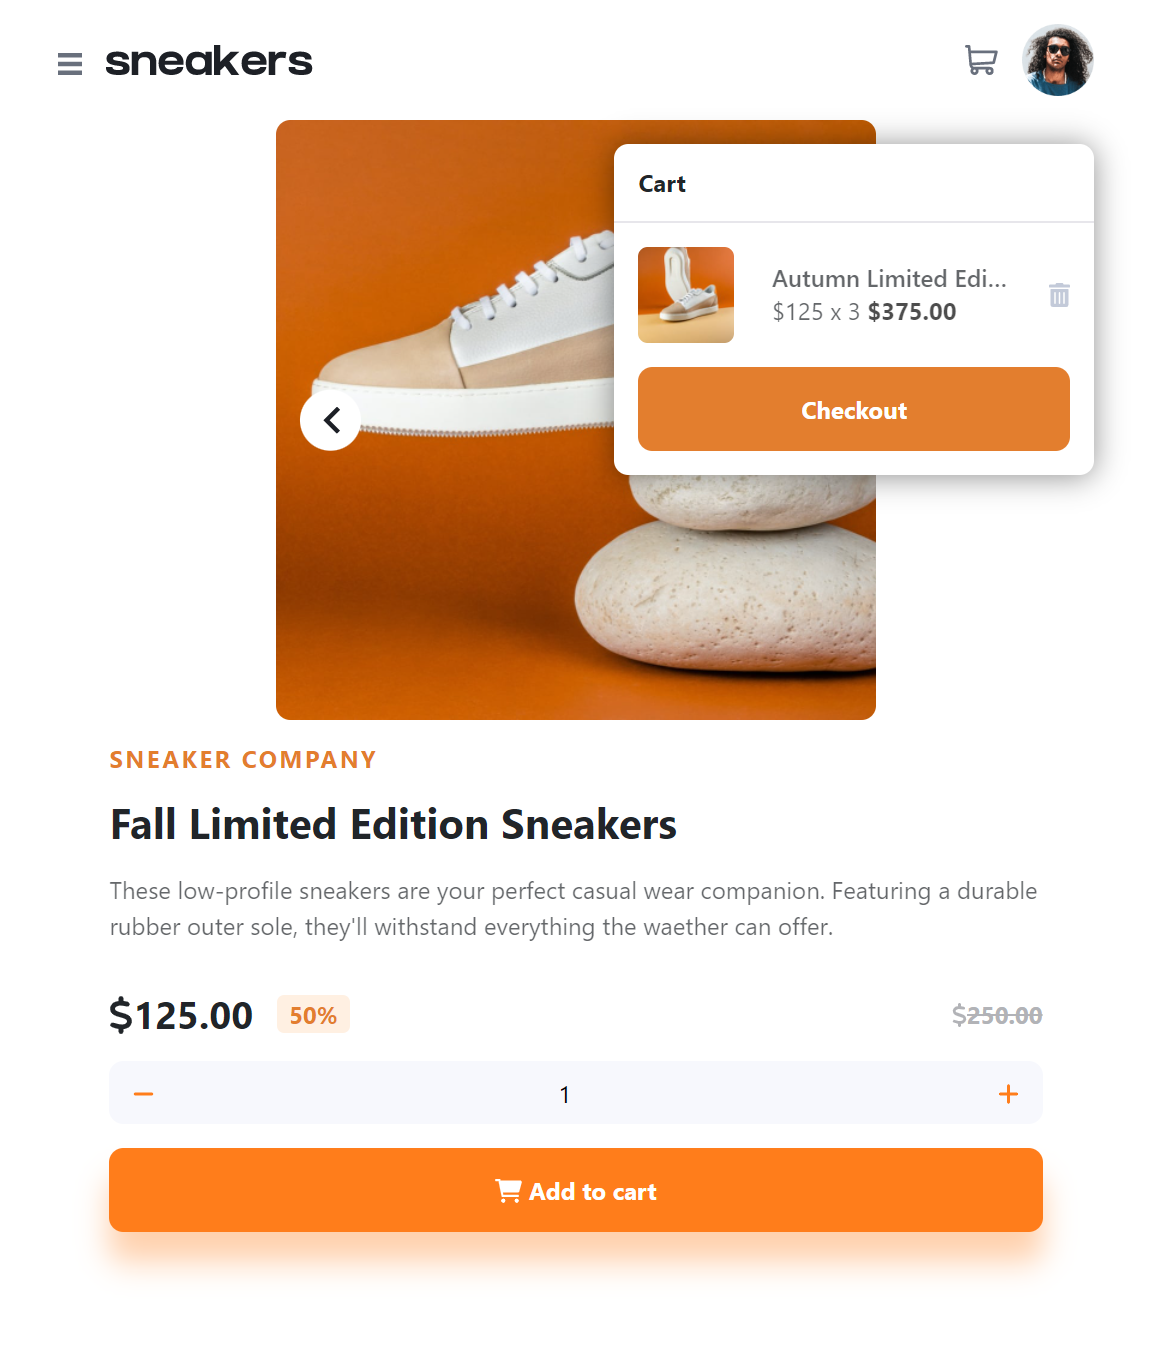 sneakers
Cart
Autumn Limited Edi...
$125 x 3 $375.00
Checkout
SNEAKER COMPANY
Fall Limited Edition Sneakers
These low-profile sneakers are your perfect casual wear companion. Featuring a durable
rubber outer sole, they'll withstand everything the waether can offer.
$125.00 50% $250.00
1
Add to cart